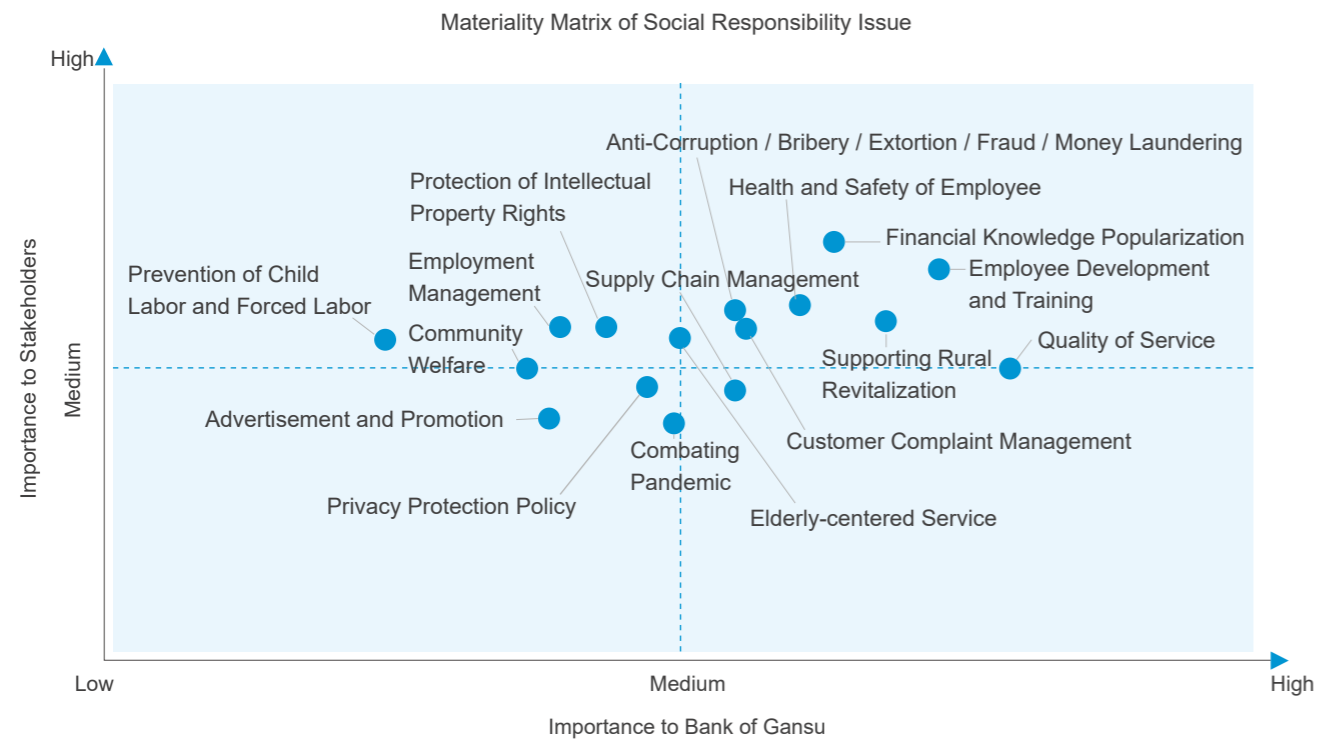 Materiality Matrix of Social Responsibility Issue
High
Anti-Corruption / Bribery / Extortion / Fraud / Money Laundering
Protection of Intellectual
Property Rights
Health and Safety of Employee
Financial Knowledge Popularization
Employment
Management
Supply Chain Management
Employee Development
and Training
Prevention of Child
Labor and Forced Labor
Community
Welfare
Supporting Rural
Revitalization
Quality of Service
Advertisement and Promotion
Combating
Pandemic
Customer Complaint Management
Privacy Protection Policy
Elderly-centered Service
Importance to Stakeholders
Medium
Low
Medium
High
Importance to Bank of Gansu